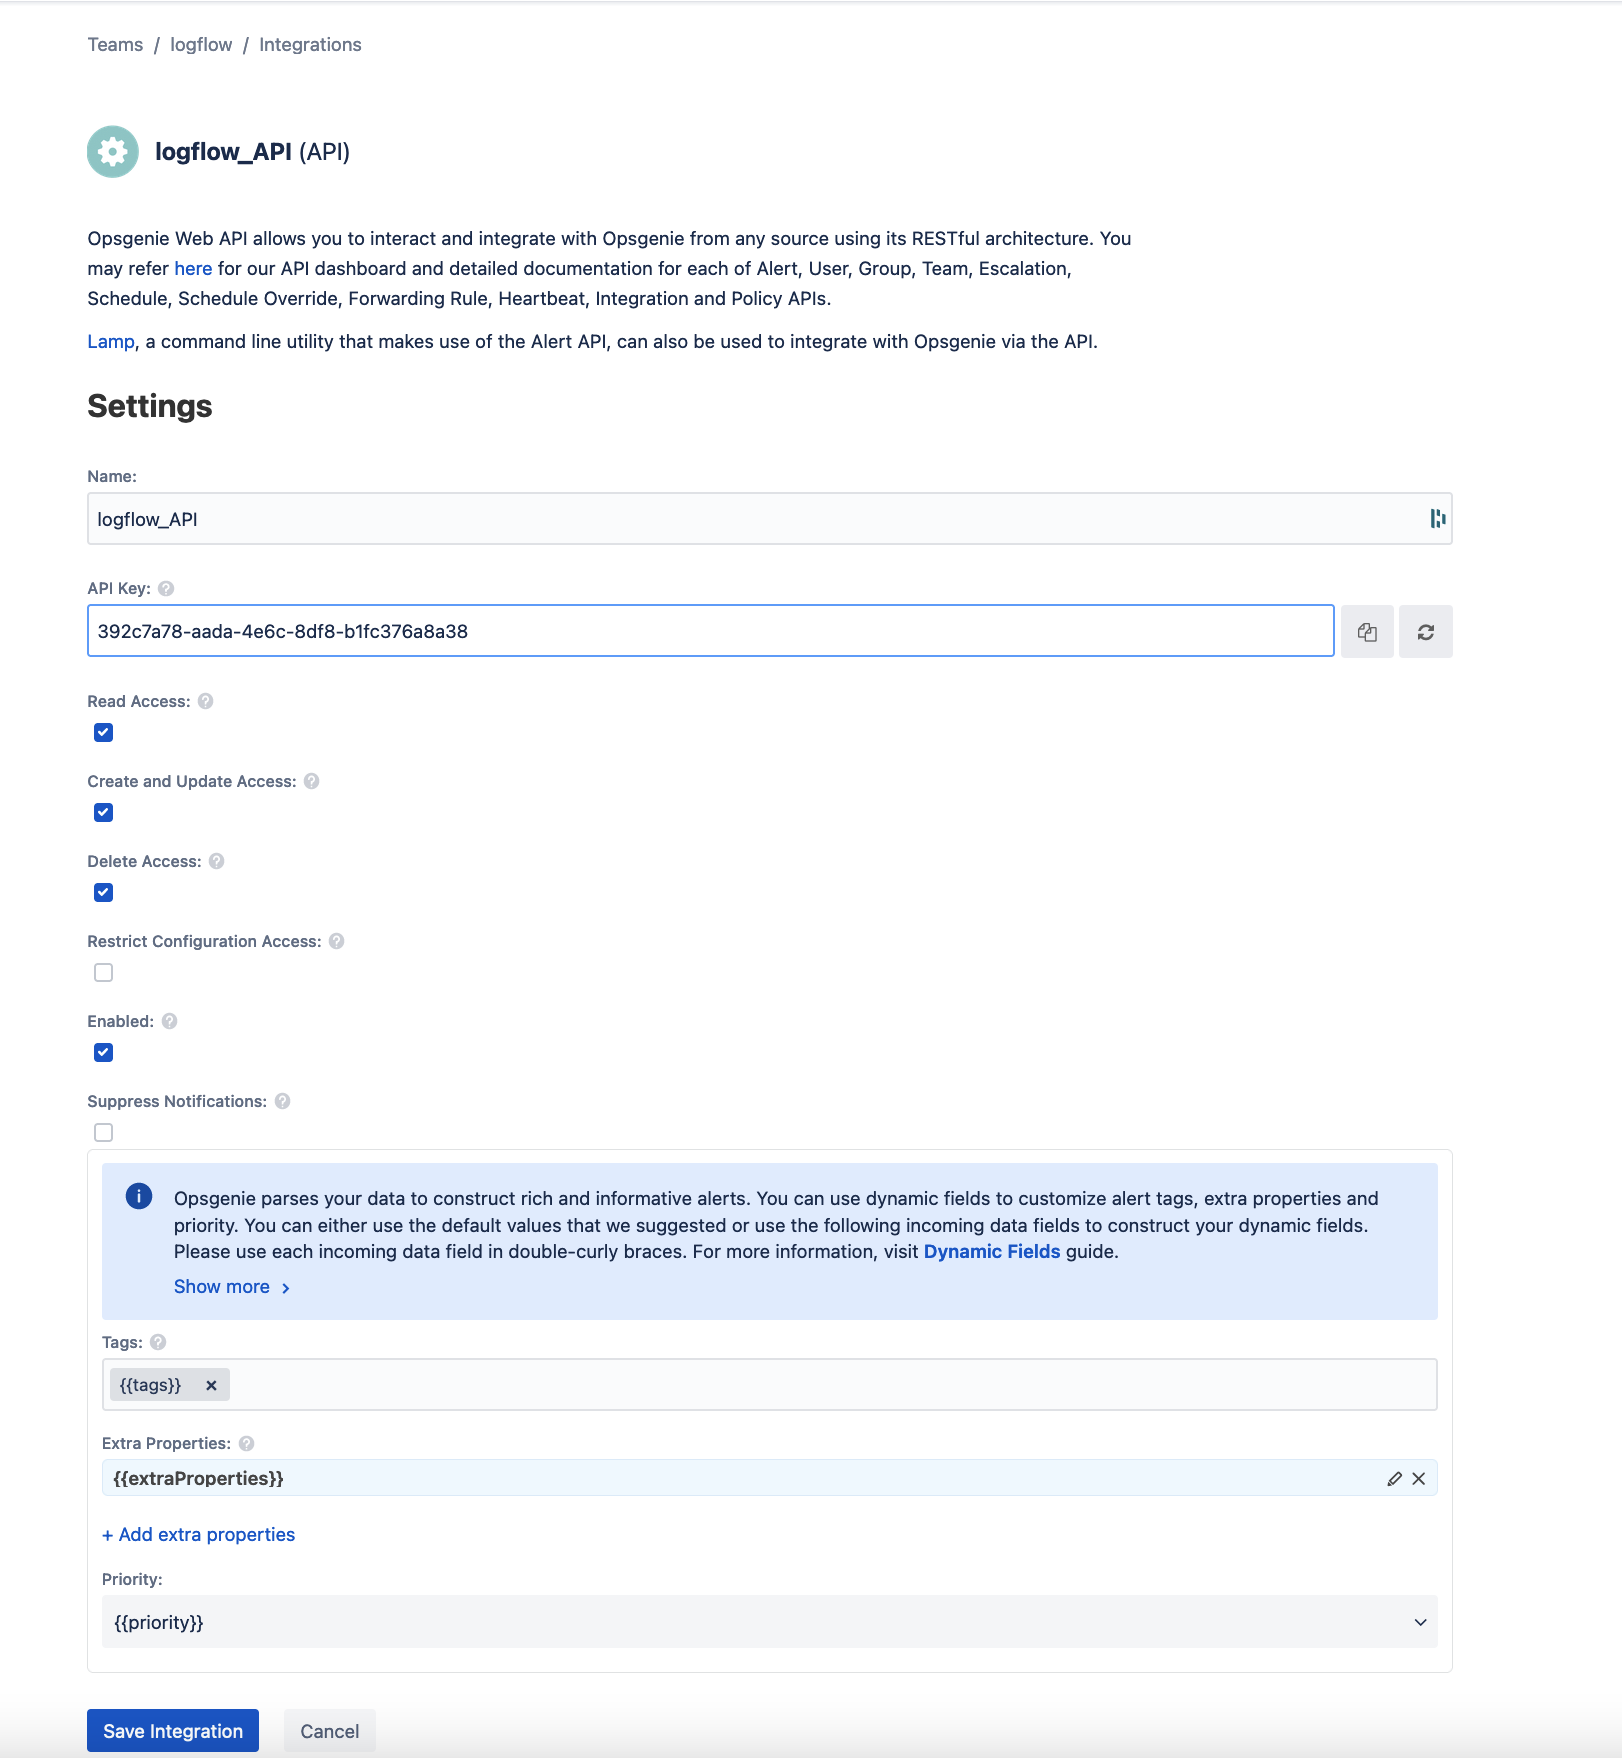 Teams / logflow / Integrations
logflow_API (API)
Opsgenie Web API allows you to interact and integrate with Opsgenie from any source using its RESTful architecture. You
may refer here for our API dashboard and detailed documentation for each of Alert, User, Group, Team, Escalation,
Schedule, Schedule Override, Forwarding Rule, Heartbeat, Integration and Policy APIs.
Lamp, a command line utility that makes use of the Alert API, can also be used to integrate with Opsgenie via the API.
Settings
Name:
logflow_API
API Key:
392c7a78-aada-4e6c-8df8-b1fc376a8a38
Read Access:
Create and Update Access:
Delete Access:
Restrict Configuration Access:
Enabled:
Suppress Notifications:
Opsgenie parses your data to construct rich and informative alerts. You can use dynamic fields to customize alert tags, extra properties and
priority. You can either use the default values that we suggested or use the following incoming data fields to construct your dynamic fields.
Please use each incoming data field in double-curly braces. For more information, visit Dynamic Fields guide.
Show more
Tags:
{{tags}}
Extra Properties:
{{extraProperties}}
+ Add extra properties
Priority:
{{priority}}
Save Integration Cancel